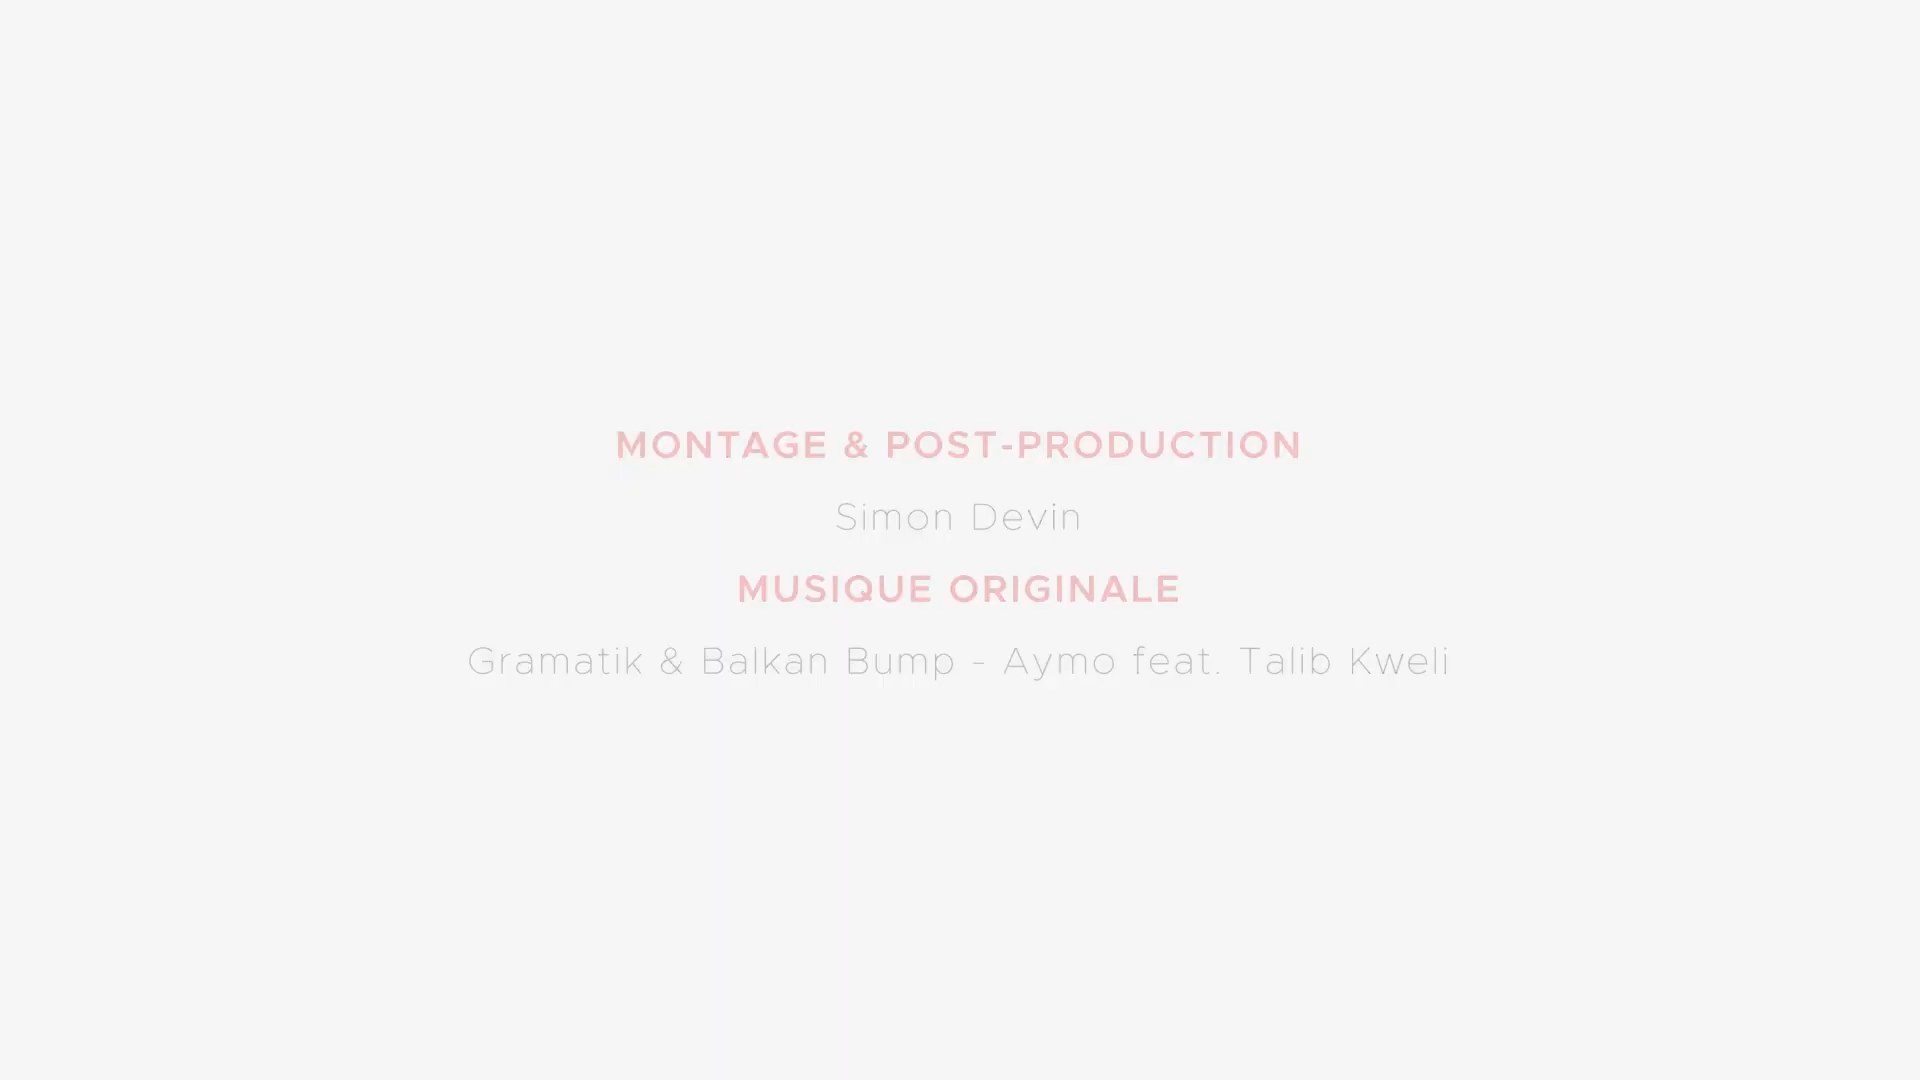 MONTAGE & POST-PRODUCTION
Simon Devin
MUSIQUE ORIGINALE
Gramatik & Balkan Bump - Aymo feat. Talib Kweli